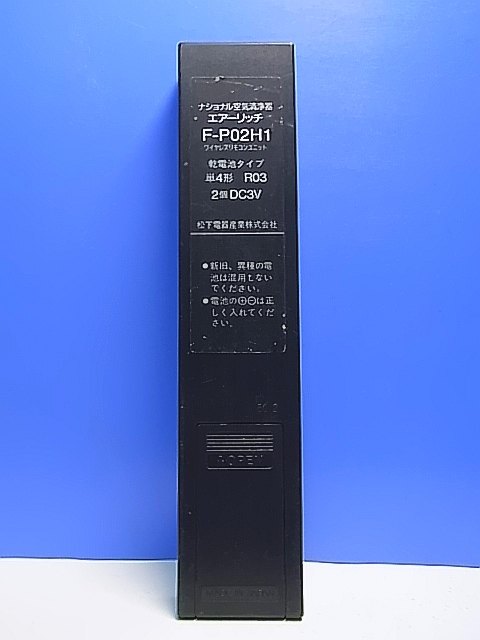 ナショナル空気清浄器
エアーリッチ
F-P02H1
ワイヤレスリモコンユニット
乾電池タイプ
単4形 R03
2個 DC3V
松下電器産業株式会社
●新旧、異種の電
池は混用しない
でください。
●電池の⊕⊖は正
しく入れてくだ
さい。
OPEN
MADE IN JAPAN